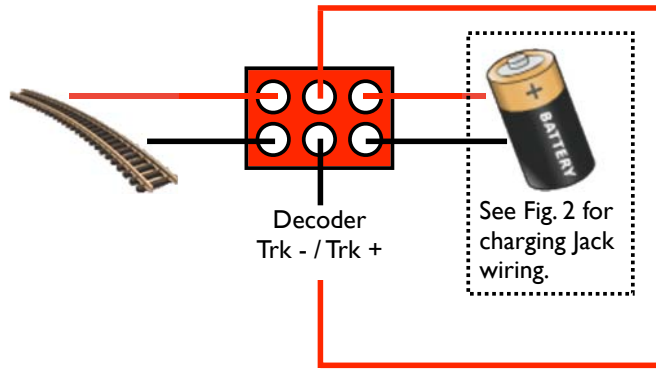 +
BATTERY
Decoder
Trk - / Trk +
See Fig. 2 for
charging Jack
wiring.